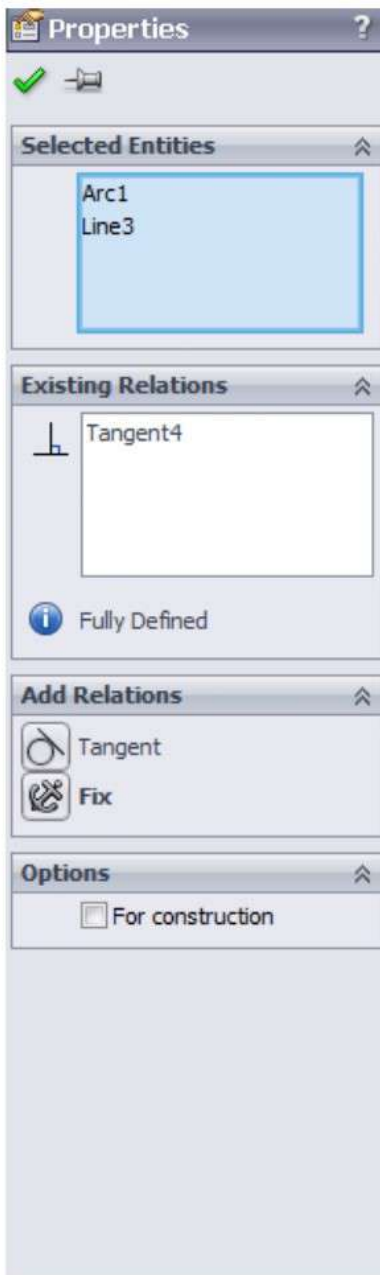 Properties ?
Selected Entities
Arc1
Line3
Existing Relations
Tangent4
Fully Defined
Add Relations
Tangent
Fix
Options
For construction